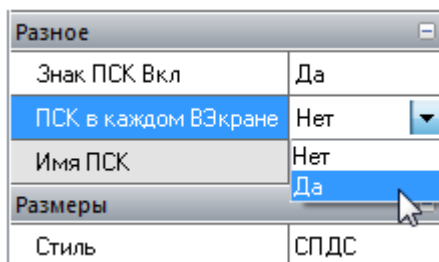 Разное
Знак ПСК Вкл Да
ПСК в каждом ВЭкране Нет
Имя ПСК Нет
Да
Размеры
Стиль СПДС